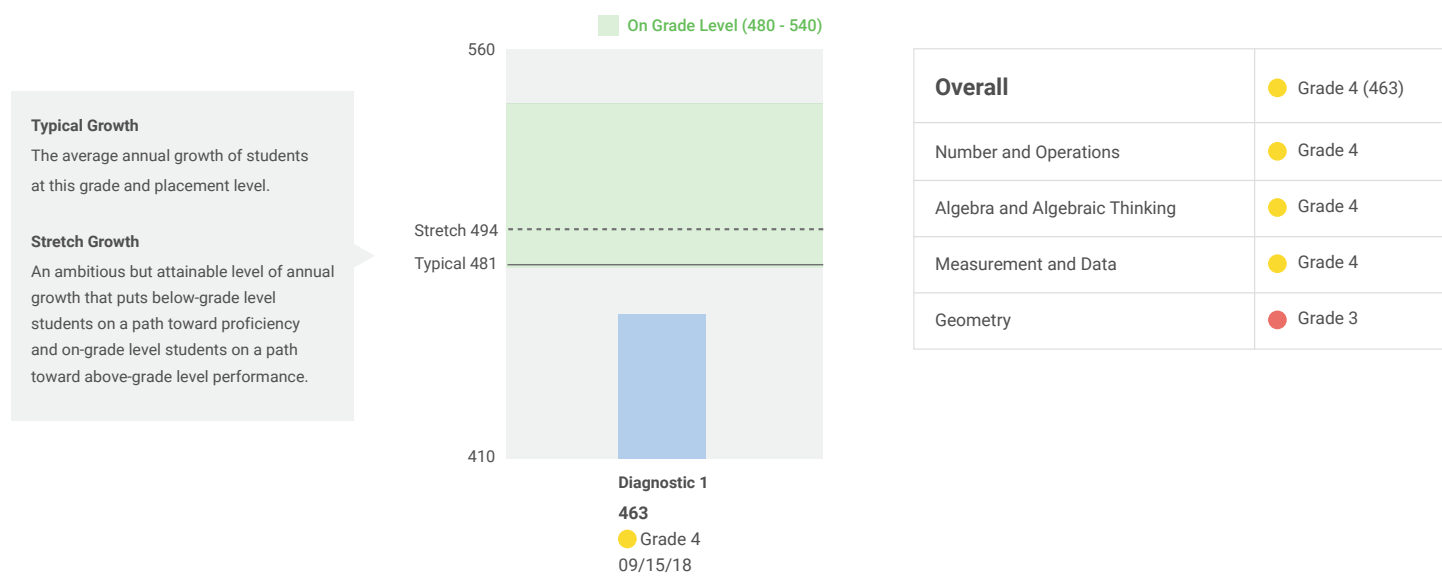 On Grade Level (480 - 540)
560
Typical Growth
The average annual growth of students
at this grade and placement level.
Stretch Growth
An ambitious but attainable level of annual
growth that puts below-grade level
students on a path toward proficiency
and on-grade level students on a path
toward above-grade level performance.
Stretch 494
Typical 481
410
Diagnostic 1
463
Grade 4
09/15/18
Overall Grade 4 (463)
Number and Operations Grade 4
Algebra and Algebraic Thinking Grade 4
Measurement and Data Grade 4
Geometry Grade 3